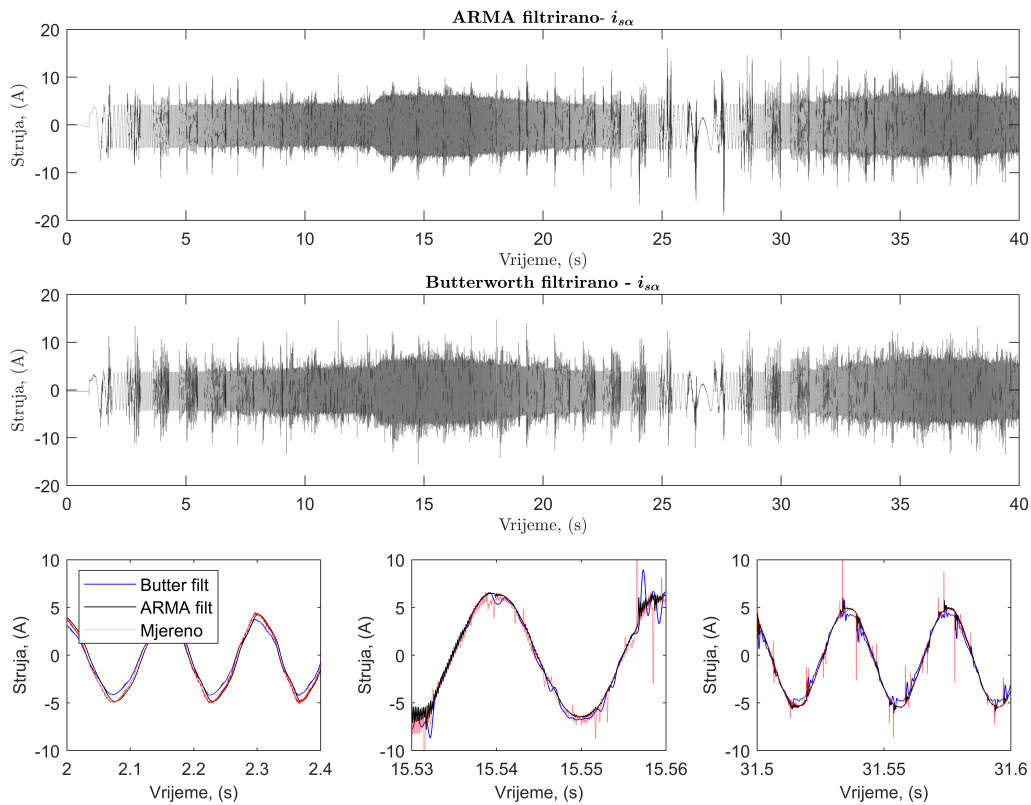 ARMA filtrirano- isα
20
10
0
-10
-20
Struja, (A)
0 5 10 15 20 25 30 35 40
Vrijeme, (s)
Butterworth filtrirano - isα
20
10
0
-10
-20
Struja, (A)
0 5 10 15 20 25 30 35 40
Vrijeme, (s)
10
5
0
-5
-10
Struja, (A)
Butter filt
ARMA filt
Mjereno
2 2.1 2.2 2.3 2.4
Vrijeme, (s)
10
5
0
-5
-10
Struja, (A)
15.53 15.54 15.55 15.56
Vrijeme, (s)
10
5
0
-5
-10
Struja, (A)
31.5 31.55 31.6
Vrijeme, (s)